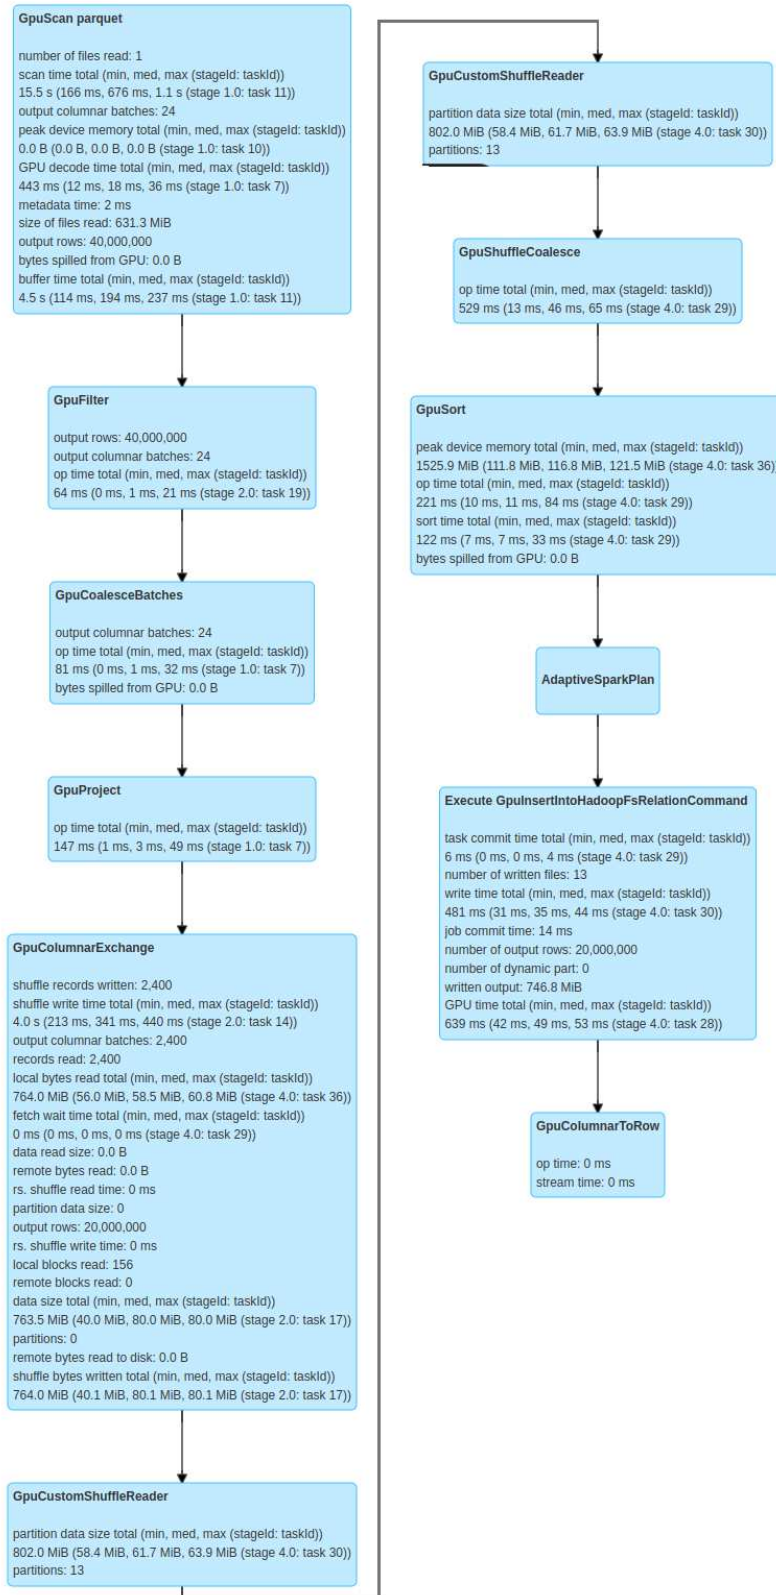 GpuScan parquet
number of files read: 1
scan time total (min, med, max (stageId: taskId))
15.5 s (166 ms, 676 ms, 1.1 s (stage 1.0: task 11))
output columnar batches: 24
peak device memory total (min, med, max (stageId: taskId))
0.0 B (0.0 B, 0.0 B, 0.0 B (stage 1.0: task 10))
GPU decode time total (min, med, max (stageId: taskId))
443 ms (12 ms, 18 ms, 36 ms (stage 1.0: task 7))
metadata time: 2 ms
size of files read: 631.3 MiB
output rows: 40,000,000
bytes spilled from GPU: 0.0 B
buffer time total (min, med, max (stageId: taskId))
4.5 s (114 ms, 194 ms, 237 ms (stage 1.0: task 11))
GpuFilter
output rows: 40,000,000
output columnar batches: 24
op time total (min, med, max (stageId: taskId))
64 ms (0 ms, 1 ms, 21 ms (stage 2.0: task 19))
GpuCoalesceBatches
output columnar batches: 24
op time total (min, med, max (stageId: taskId))
81 ms (0 ms, 1 ms, 32 ms (stage 1.0: task 7))
bytes spilled from GPU: 0.0 B
GpuProject
op time total (min, med, max (stageId: taskId))
147 ms (1 ms, 3 ms, 49 ms (stage 1.0: task 7))
GpuColumnarExchange
shuffle records written: 2,400
shuffle write time total (min, med, max (stageId: taskId))
4.0 s (213 ms, 341 ms, 440 ms (stage 2.0: task 14))
output columnar batches: 2,400
records read: 2,400
local bytes read total (min, med, max (stageId: taskId))
764.0 MiB (56.0 MiB, 58.5 MiB, 60.8 MiB (stage 4.0: task 36))
fetch wait time total (min, med, max (stageId: taskId))
0 ms (0 ms, 0 ms, 0 ms (stage 4.0: task 29))
data read size: 0.0 B
remote bytes read: 0.0 B
rs. shuffle read time: 0 ms
partition data size: 0
output rows: 20,000,000
rs. shuffle write time: 0 ms
local blocks read: 156
remote blocks read: 0
data size total (min, med, max (stageId: taskId))
763.5 MiB (40.0 MiB, 80.0 MiB, 80.0 MiB (stage 2.0: task 17))
partitions: 0
remote bytes read to disk: 0.0 B
shuffle bytes written total (min, med, max (stageId: taskId))
764.0 MiB (40.1 MiB, 80.1 MiB, 80.1 MiB (stage 2.0: task 17))
GpuCustomShuffleReader
partition data size total (min, med, max (stageId: taskId))
802.0 MiB (58.4 MiB, 61.7 MiB, 63.9 MiB (stage 4.0: task 30))
partitions: 13
GpuCustomShuffleReader
partition data size total (min, med, max (stageId: taskId))
802.0 MiB (58.4 MiB, 61.7 MiB, 63.9 MiB (stage 4.0: task 30))
partitions: 13
GpuShuffleCoalesce
op time total (min, med, max (stageId: taskId))
529 ms (13 ms, 46 ms, 65 ms (stage 4.0: task 29))
GpuSort
peak device memory total (min, med, max (stageId: taskId))
1525.9 MiB (111.8 MiB, 116.8 MiB, 121.5 MiB (stage 4.0: task 36))
op time total (min, med, max (stageId: taskId))
221 ms (10 ms, 11 ms, 84 ms (stage 4.0: task 29))
sort time total (min, med, max (stageId: taskId))
122 ms (7 ms, 7 ms, 33 ms (stage 4.0: task 29))
bytes spilled from GPU: 0.0 B
AdaptiveSparkPlan
Execute GpuInsertIntoHadoopFsRelationCommand
task commit time total (min, med, max (stageId: taskId))
6 ms (0 ms, 0 ms, 4 ms (stage 4.0: task 29))
number of written files: 13
write time total (min, med, max (stageId: taskId))
481 ms (31 ms, 35 ms, 44 ms (stage 4.0: task 30))
job commit time: 14 ms
number of output rows: 20,000,000
number of dynamic part: 0
written output: 746.8 MiB
GPU time total (min, med, max (stageId: taskId))
639 ms (42 ms, 49 ms, 53 ms (stage 4.0: task 28))
GpuColumnarToRow
op time: 0 ms
stream time: 0 ms